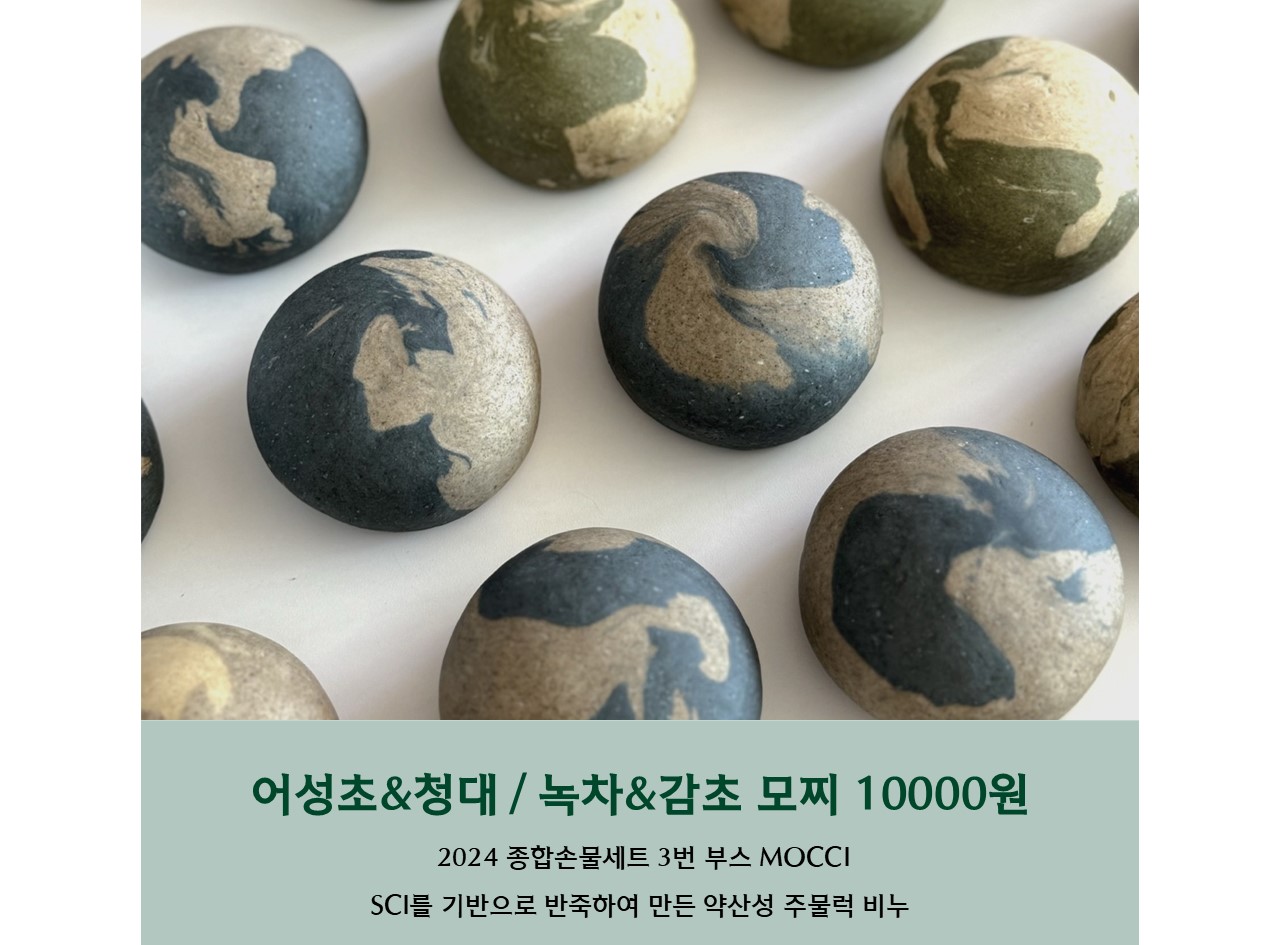 어성초&청대 / 녹차&감초 모찌 10000원
2024 종합손물세트 3번 부스 MOCCI
SCI를 기반으로 반죽하여 만든 약산성 주물럭 비누